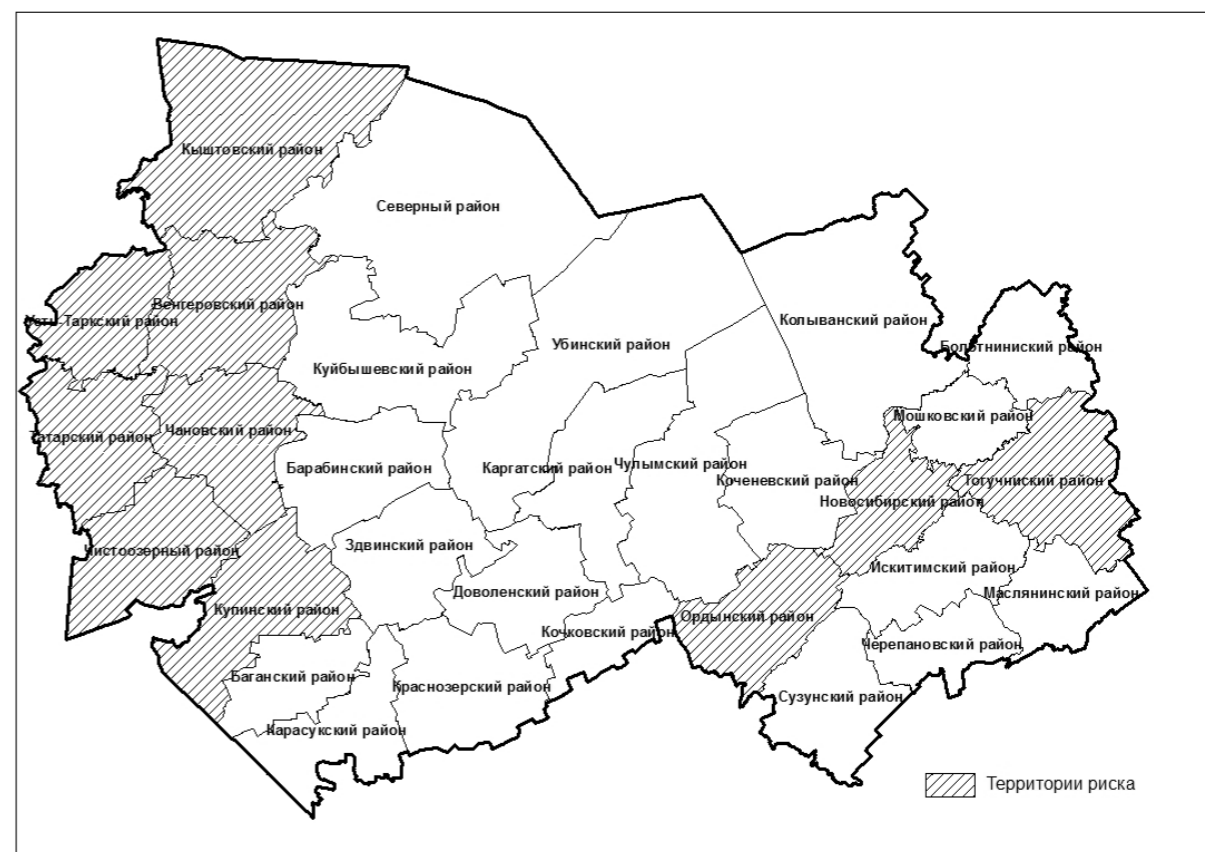 Кыштовский район
Северный район
Венгеровский район
Усть-Таркский район
Колыванский район
Убинский район
Болотниниский район
Куйбышевский район
Мошковский район
Татарский район
Чановский район
Барабинский район
Каргатский район
Чулымский район
Коченевский район
Тогучниский район
Новосибирский район
Здвинский район
Чистоозерный район
Искитимский район
Доволенский район
Маслянинский район
Купинский район
Ордынский район
Кочковский район
Черепановский район
Баганский район
Краснозерский район
Сузунский район
Карасукский район
Территории риска